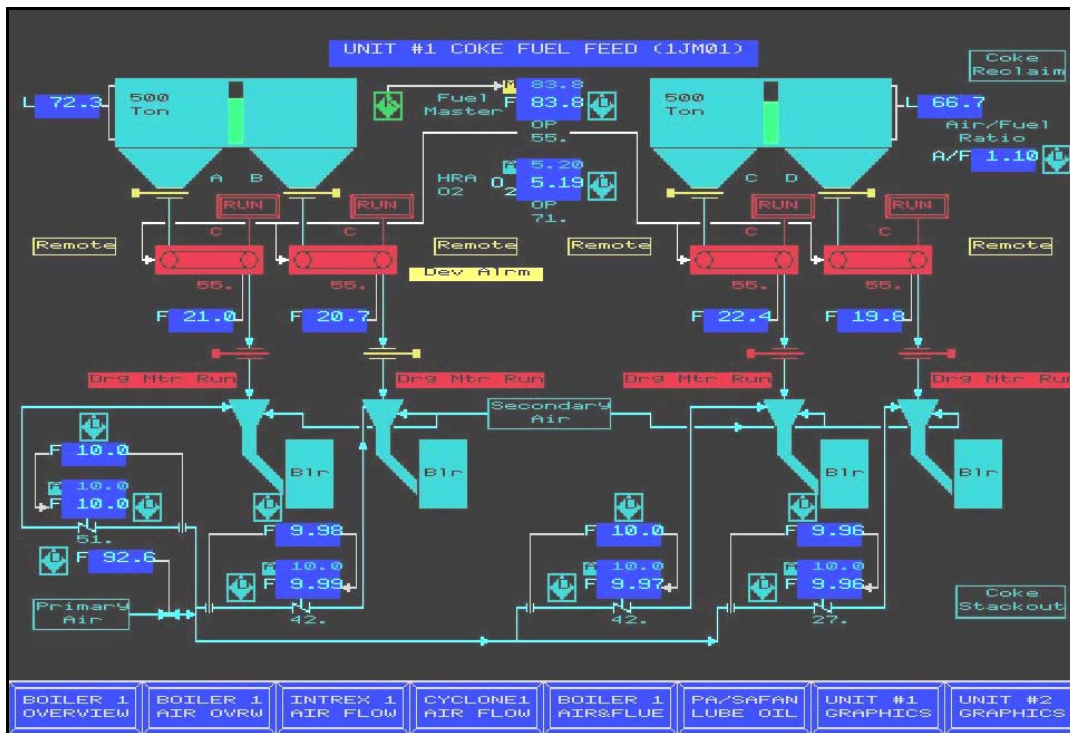 UNIT #1 COKE FUEL FEED (1JM01)
Coke
Reclaim
L 72.3
500
Ton
Fuel
Master
A 83.8
F 83.8
OP
55.
500
Ton
L 66.7
Air/Fuel
Ratio
A/F 1.10
A B
HRA
O2
A 5.20
O2 5.19
OP
71.
C D
RUN
RUN
RUN
RUN
C
C
C
C
Remote
Remote
Remote
Remote
Dev Alrm
55.
55.
55.
55.
F 21.0
F 20.7
F 22.4
F 19.8
Drg Mtr Run
Drg Mtr Run
Drg Mtr Run
Drg Mtr Run
Secondary
Air
F 10.0
Blr
Blr
Blr
Blr
A 10.0
F 10.0
51.
F 9.98
F 10.0
F 9.96
F 92.6
A 10.0
F 9.99
A 10.0
F 9.97
A 10.0
F 9.96
Primary
Air
42.
42.
27.
Coke
Stackout
BOILER 1
OVERVIEW
BOILER 1
AIR OVRW
INTREX 1
AIR FLOW
CYCLONE1
AIR FLOW
BOILER 1
AIR&FLUE
PA/SAFAN
LUBE OIL
UNIT #1
GRAPHICS
UNIT #2
GRAPHICS